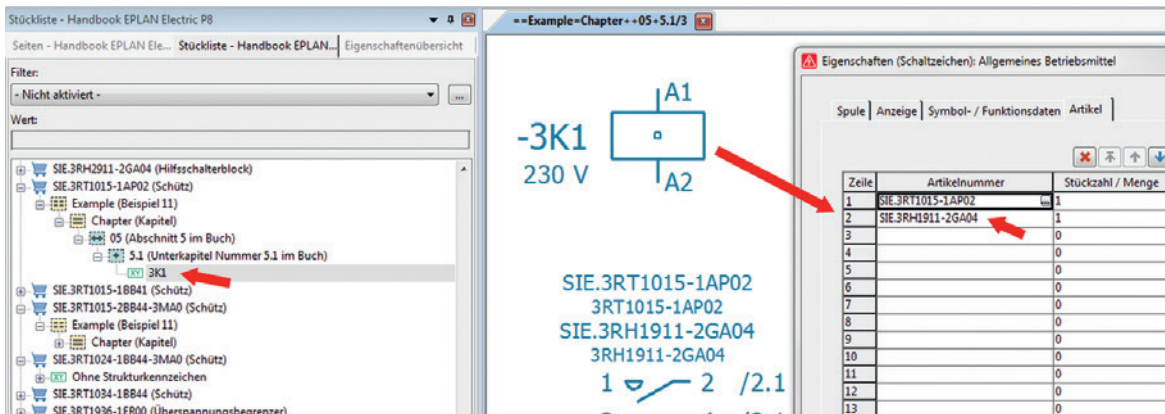 Stückliste - Handbook EPLAN Electric P8
Seiten - Handbook EPLAN Ele... Stückliste - Handbook EPLAN... Eigenschaftenübersicht
Filter:
- Nicht aktiviert -
...
Wert:
SIE.3RH2911-2GA04 (Hilfsschalterblock)
SIE.3RT1015-1AP02 (Schütz)
Example (Beispiel 11)
Chapter (Kapitel)
05 (Abschnitt 5 im Buch)
5.1 (Unterkapitel Nummer 5.1 im Buch)
XY 3K1
SIE.3RT1015-1BB41 (Schütz)
SIE.3RT1015-2BB44-3MA0 (Schütz)
Example (Beispiel 11)
Chapter (Kapitel)
SIE.3RT1024-1BB44-3MA0 (Schütz)
XY Ohne Strukturkennzeichen
SIE.3RT1034-1BB44 (Schütz)
SIE.3RT1936-1ER00 (Überspannungsbegrenzer)
==Example=Chapter++05+5.1/3
A1
-3K1
230 V
A2
SIE.3RT1015-1AP02
3RT1015-1AP02
SIE.3RH1911-2GA04
3RH1911-2GA04
1 2 /2.1
Eigenschaften (Schaltzeichen): Allgemeines Betriebsmittel
Spule Anzeige Symbol- / Funktionsdaten Artikel
Zeile Artikelnummer Stückzahl / Menge
1 SIE.3RT1015-1AP02 ... 1
2 SIE.3RH1911-2GA04 1
3 0
4 0
5 0
6 0
7 0
8 0
9 0
10 0
11 0
12 0
13 0